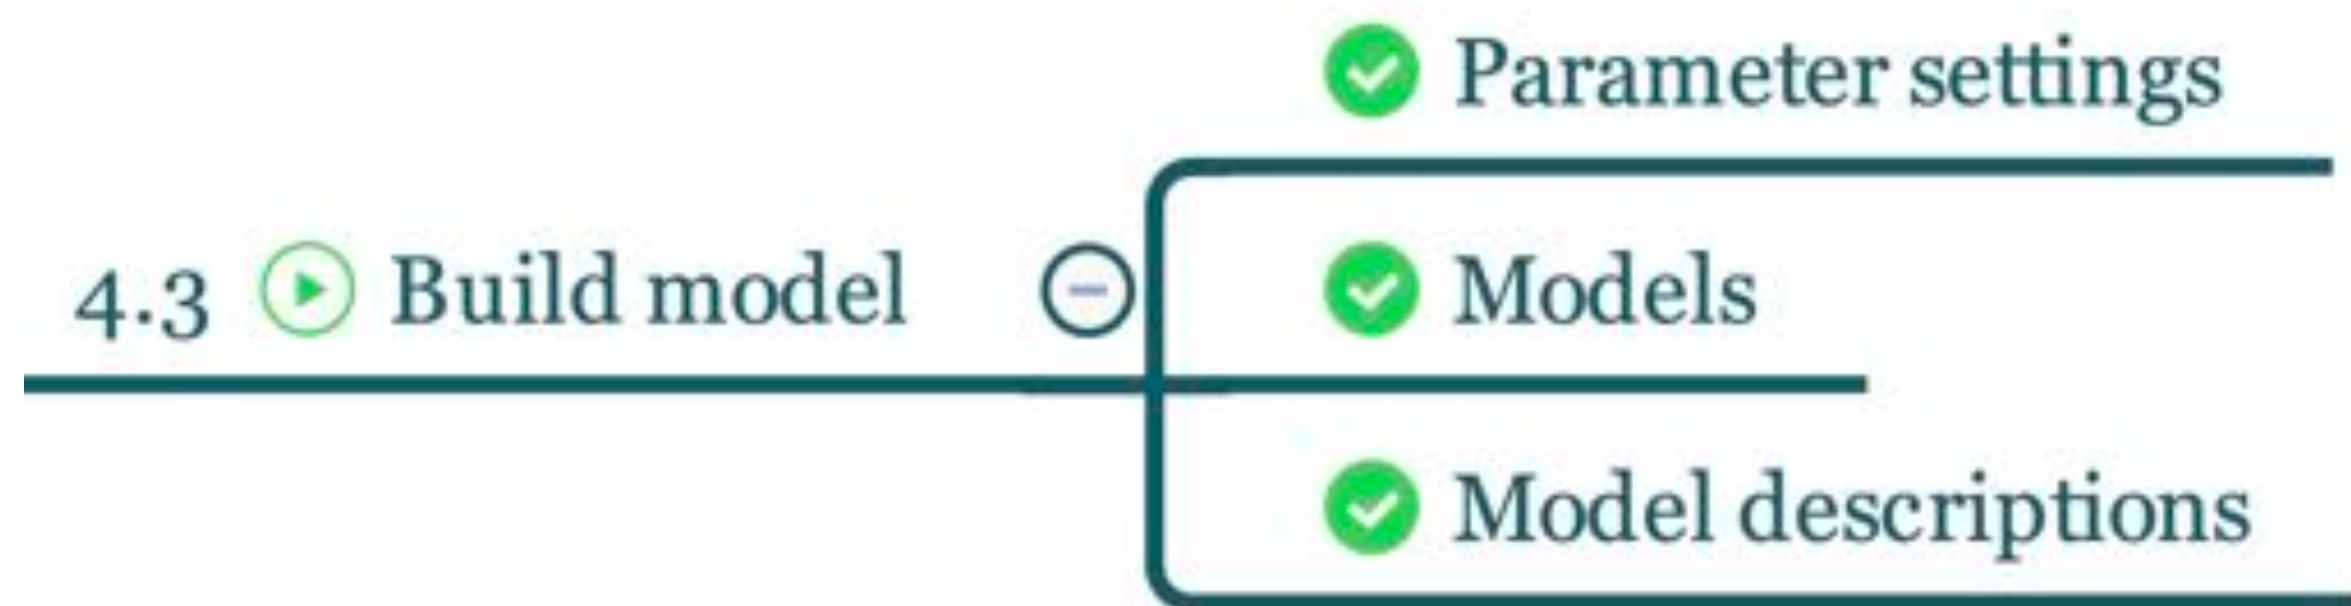 Parameter settings
4.3 Build model
Models
Model descriptions